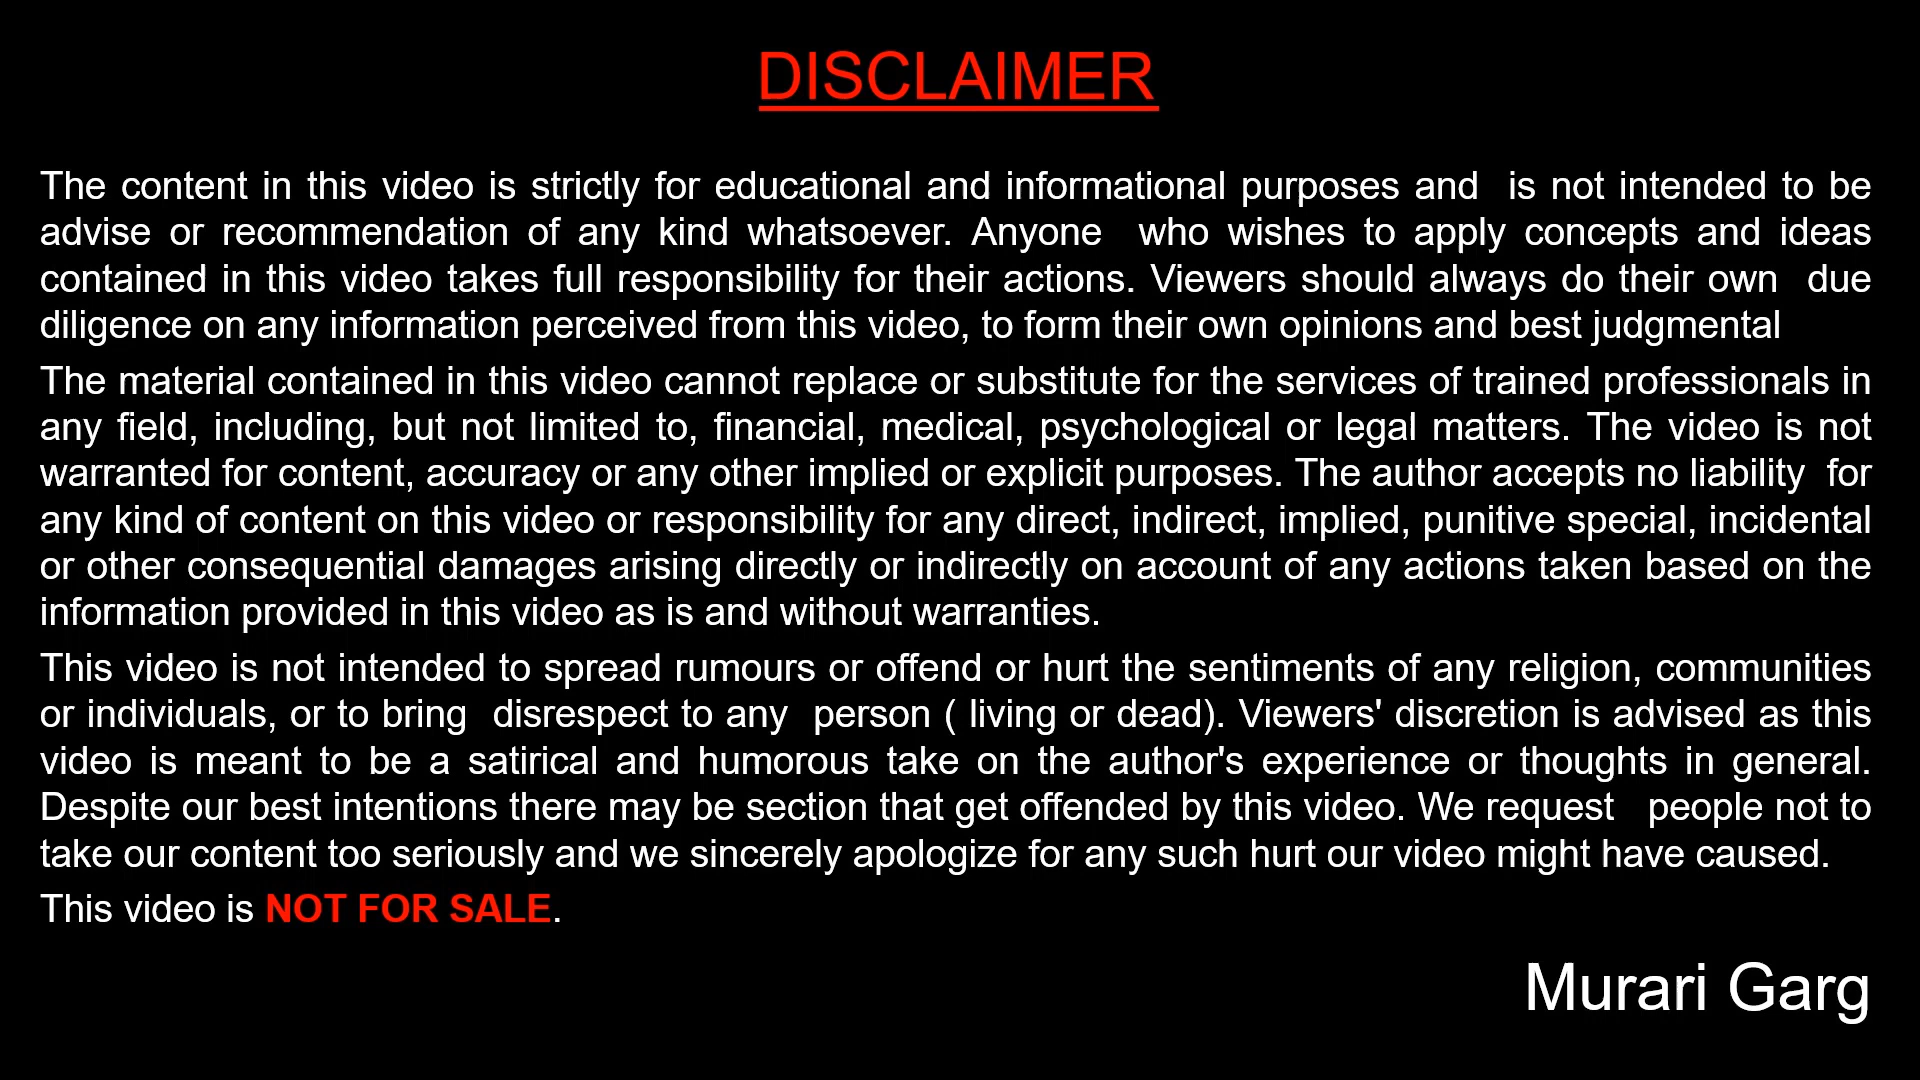 DISCLAIMER
The content in this video is strictly for educational and informational purposes and is not intended to be
advise or recommendation of any kind whatsoever. Anyone who wishes to apply concepts and ideas
contained in this video takes full responsibility for their actions. Viewers should always do their own due
diligence on any information perceived from this video, to form their own opinions and best judgmental
The material contained in this video cannot replace or substitute for the services of trained professionals in
any field, including, but not limited to, financial, medical, psychological or legal matters. The video is not
warranted for content, accuracy or any other implied or explicit purposes. The author accepts no liability for
any kind of content on this video or responsibility for any direct, indirect, implied, punitive special, incidental
or other consequential damages arising directly or indirectly on account of any actions taken based on the
information provided in this video as is and without warranties.
This video is not intended to spread rumours or offend or hurt the sentiments of any religion, communities
or individuals, or to bring disrespect to any person ( living or dead). Viewers' discretion is advised as this
video is meant to be a satirical and humorous take on the author's experience or thoughts in general.
Despite our best intentions there may be section that get offended by this video. We request people not to
take our content too seriously and we sincerely apologize for any such hurt our video might have caused.
This video is NOT FOR SALE.
Murari Garg